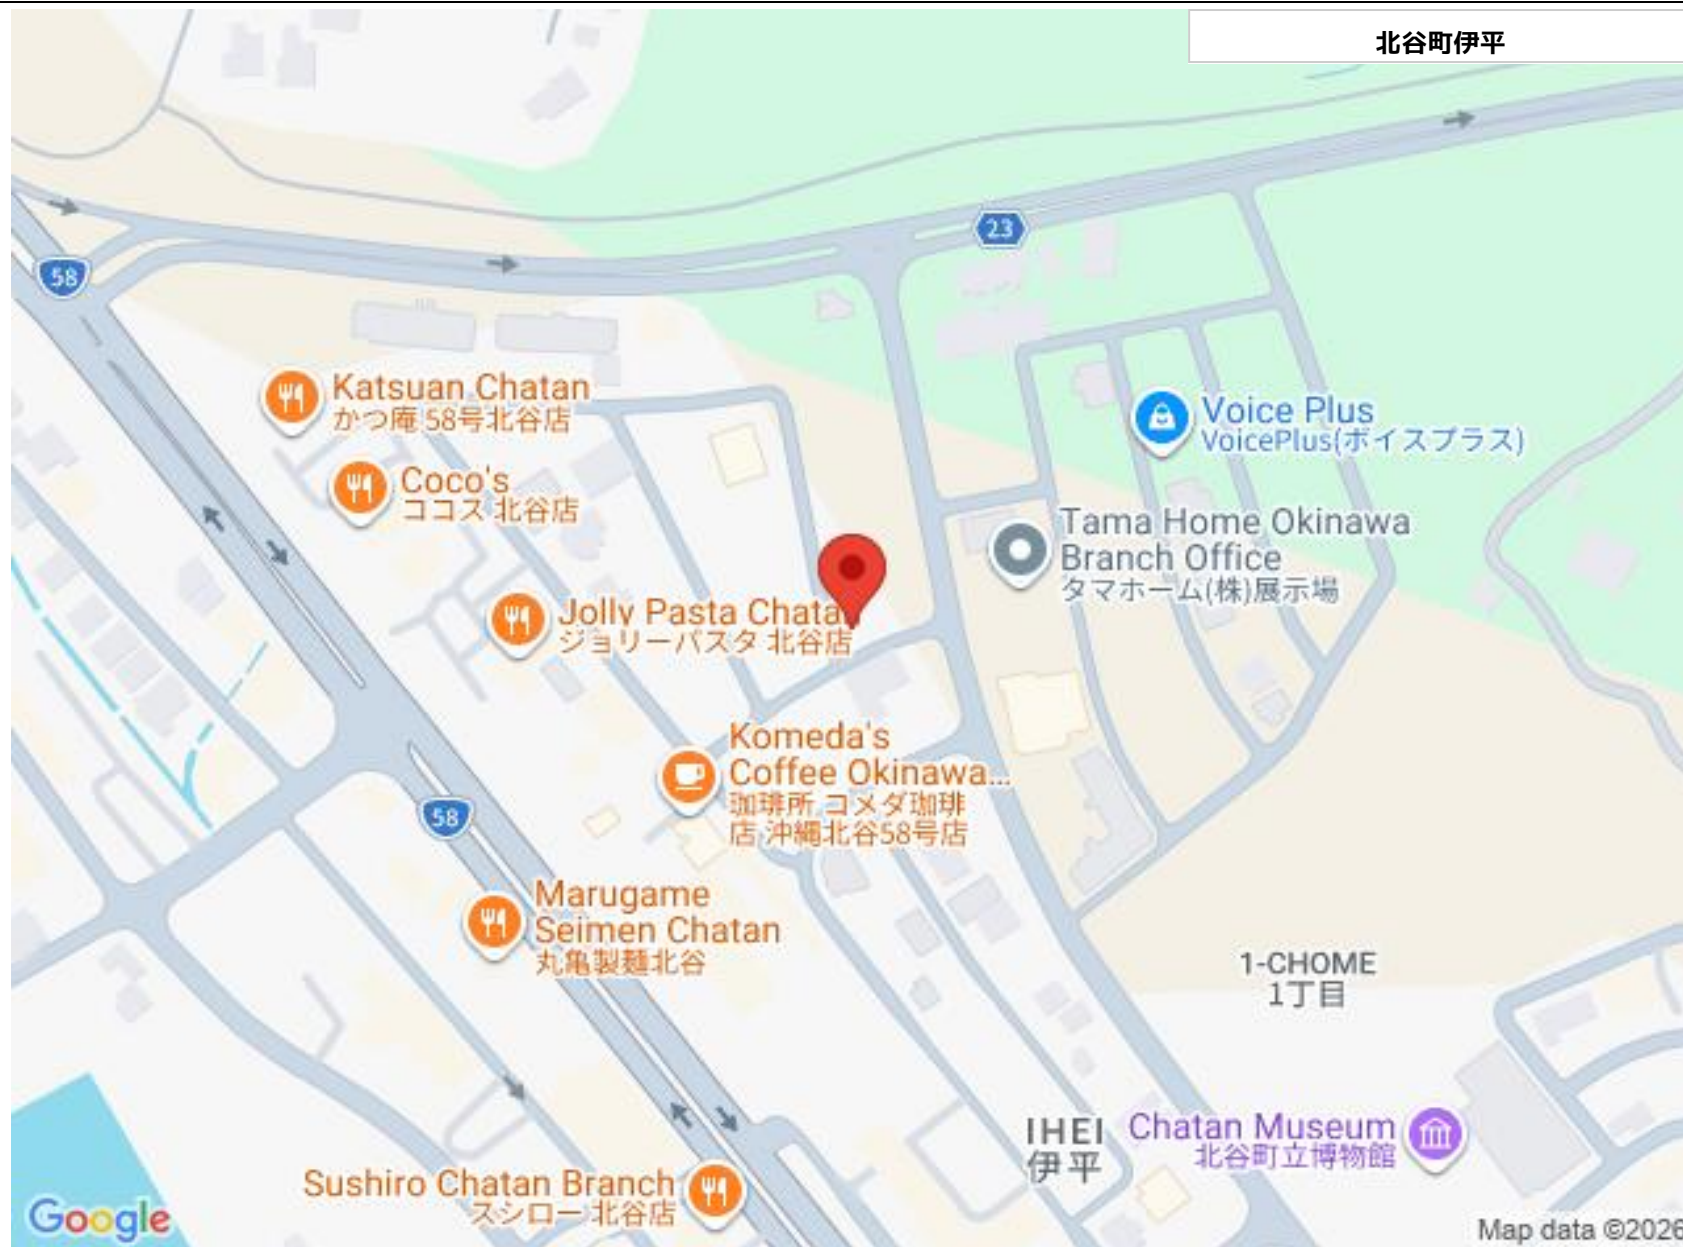 北谷町伊平
23
58
Katsuan Chatan
かつ庵 58号北谷店
Voice Plus
VoicePlus(ボイスプラス)
Coco's
ココス 北谷店
Tama Home Okinawa
Branch Office
タマホーム(株)展示場
Jolly Pasta Chatan
ジョリーパスタ 北谷店
Komeda's
Coffee Okinawa...
珈琲所 コメダ珈琲
店 沖縄北谷58号店
58
Marugame
Seimen Chatan
丸亀製麺北谷
1-CHOME
1丁目
IHEI
伊平
Chatan Museum
北谷町立博物館
Sushiro Chatan Branch
スシロー 北谷店
Google
Map data ©2026